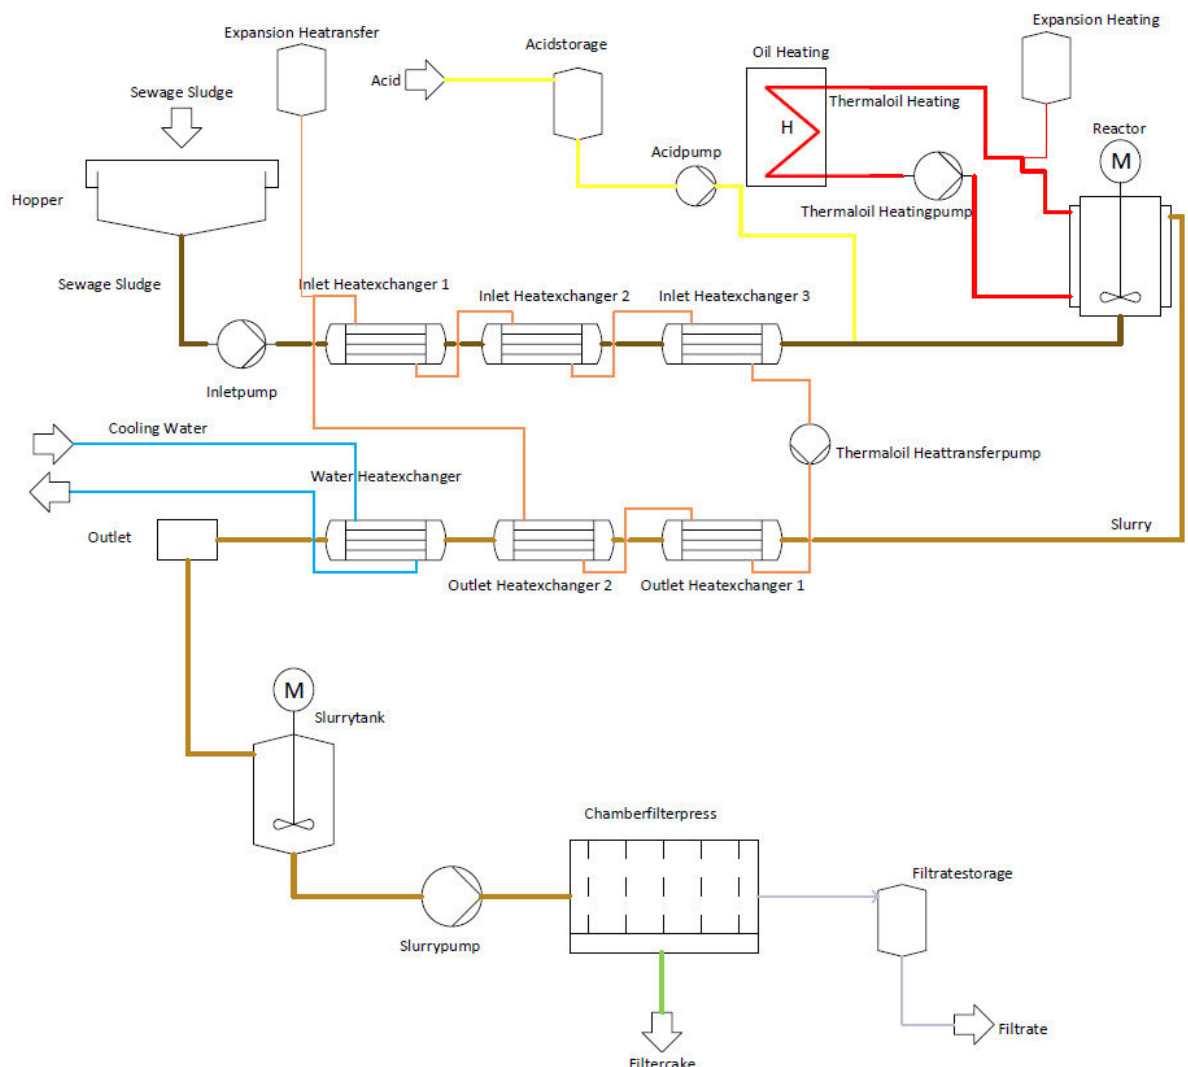 Expansion Heatransfer
Acidstorage
Expansion Heating
Oil Heating
Acid
Sewage Sludge
Thermaloil Heating
H
Reactor
M
Acidpump
Hopper
Thermaloil Heatingpump
Sewage Sludge
Inlet Heatexchanger 1
Inlet Heatexchanger 2
Inlet Heatexchanger 3
Inletpump
Cooling Water
Thermaloil Heattransferpump
Water Heatexchanger
Outlet
Slurry
Outlet Heatexchanger 2
Outlet Heatexchanger 1
M
Slurrytank
Chamberfilterpress
Filtratestorage
Slurrypump
Filtrate
Filtercake